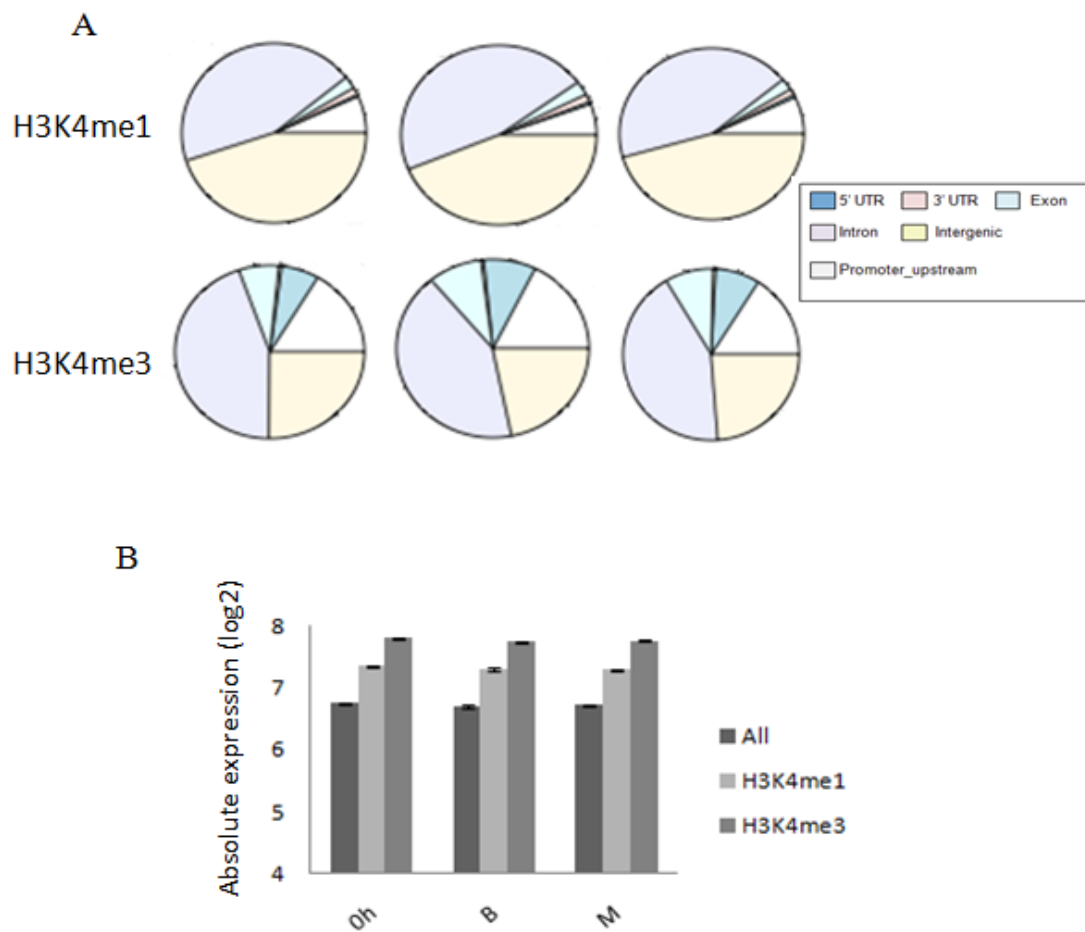 A
H3K4me1
5' UTR 3' UTR Exon
Intron Intergenic
Promoter_upstream
H3K4me3
B
Absolute expression (log2)
8
7
6
5
4
0h B M
All
H3K4me1
H3K4me3